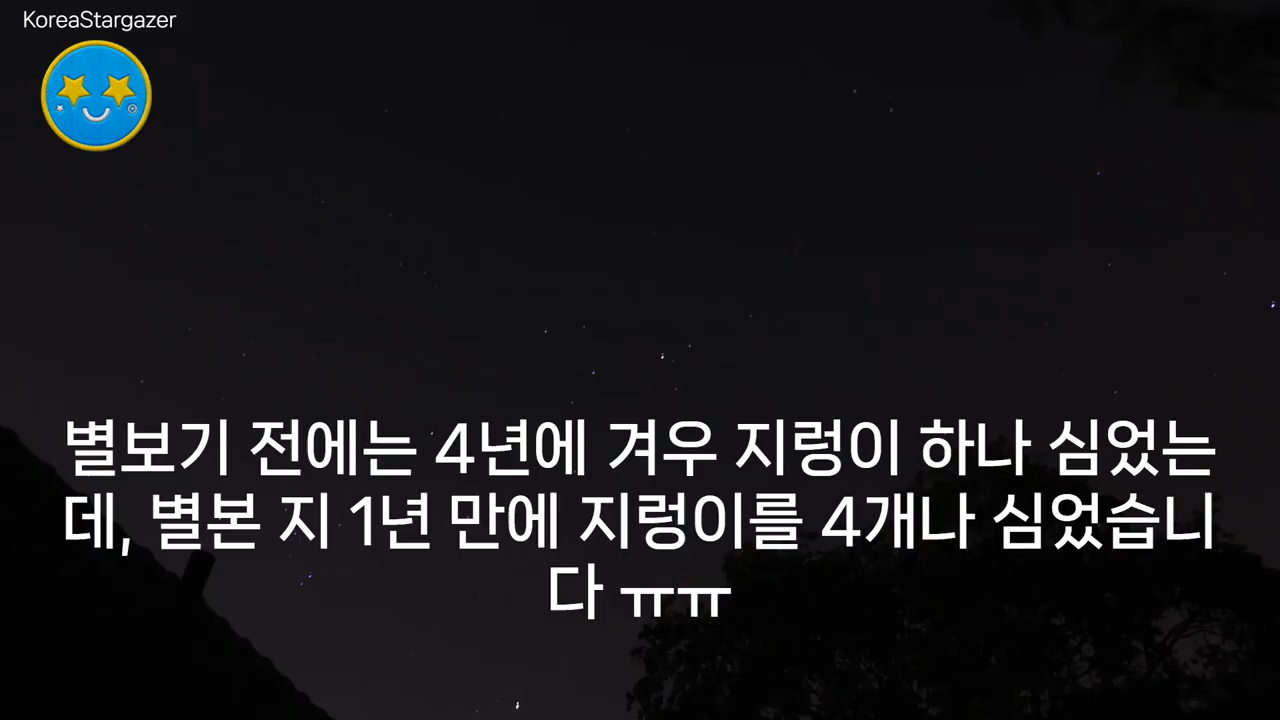 KoreaStargazer
별보기 전에는 4년에 겨우 지렁이 하나 심었는
데, 별본 지 1년 만에 지렁이를 4개나 심었습니
다 ㅠㅠ